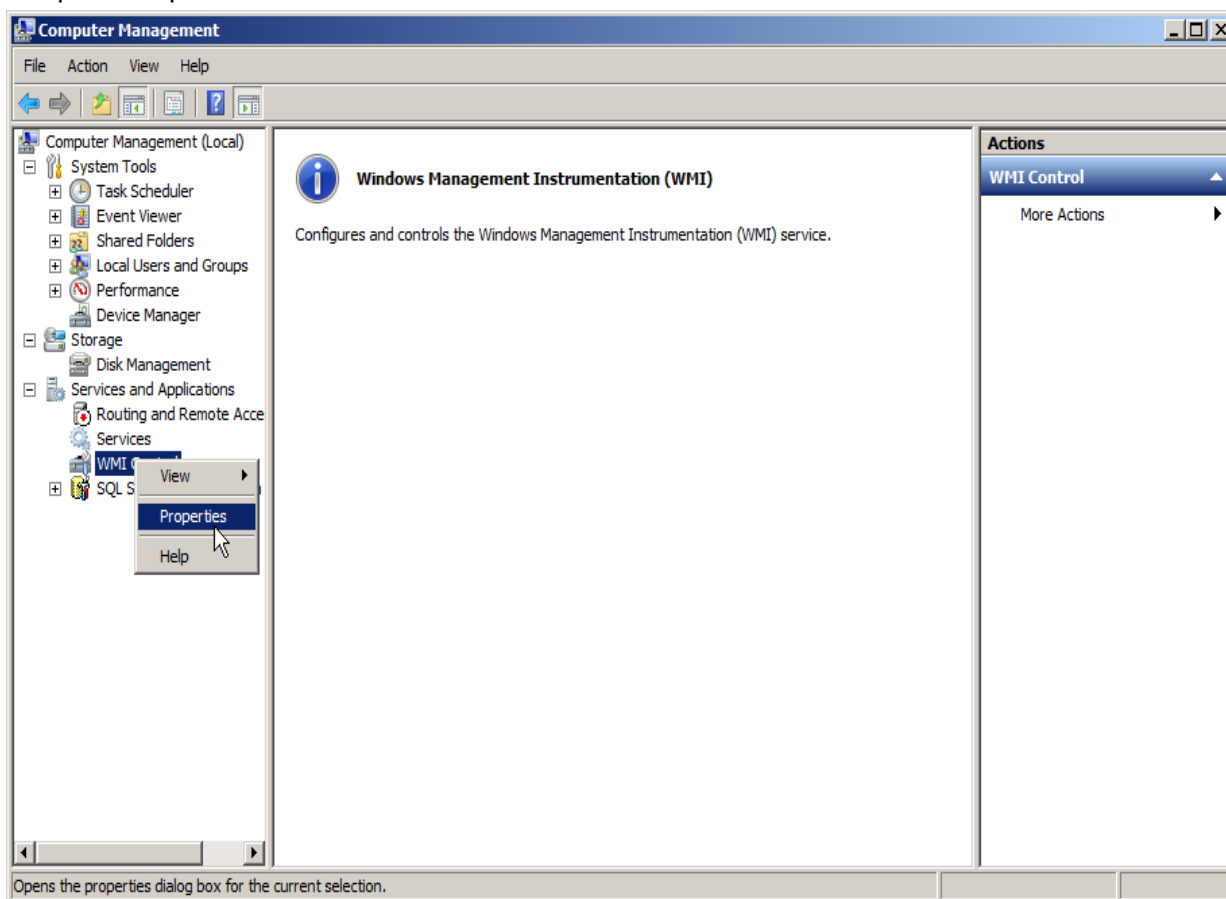 Computer Management
File Action View Help
Computer Management (Local)
System Tools
Task Scheduler
Event Viewer
Shared Folders
Local Users and Groups
Performance
Device Manager
Storage
Disk Management
Services and Applications
Routing and Remote Acce
Services
WMI
SQL S
View
Properties
Help
Windows Management Instrumentation (WMI)
Configures and controls the Windows Management Instrumentation (WMI) service.
Actions
WMI Control
More Actions
Opens the properties dialog box for the current selection.